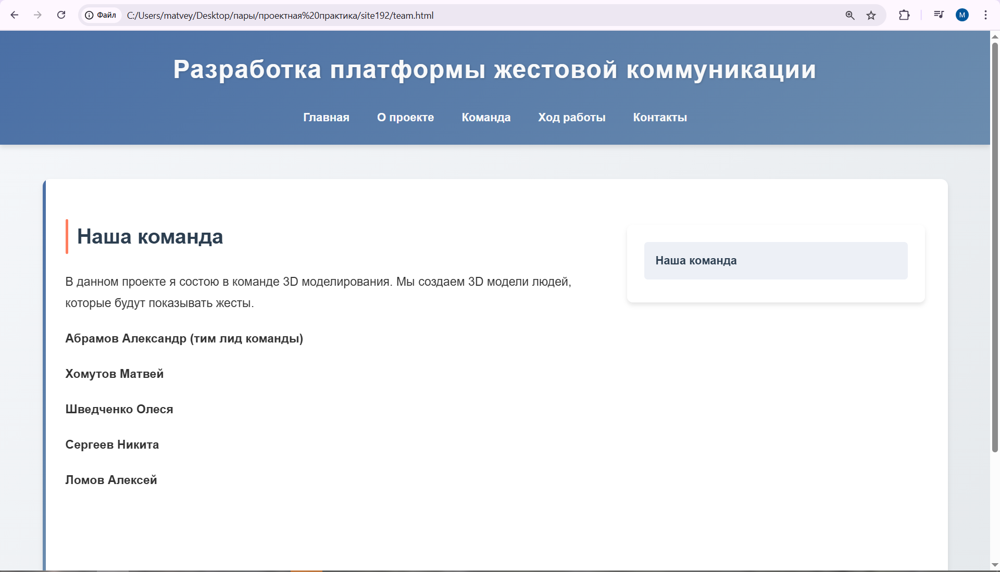 Файл
C:/Users/matvey/Desktop/пары/проектная%20практика/site192/team.html
M
Разработка платформы жестовой коммуникации
Главная О проекте Команда Ход работы Контакты
Наша команда
В данном проекте я состою в команде 3D моделирования. Мы создаем 3D модели людей,
которые будут показывать жесты.
Абрамов Александр (тим лид команды)
Хомутов Матвей
Шведченко Олеся
Сергеев Никита
Ломов Алексей
Наша команда